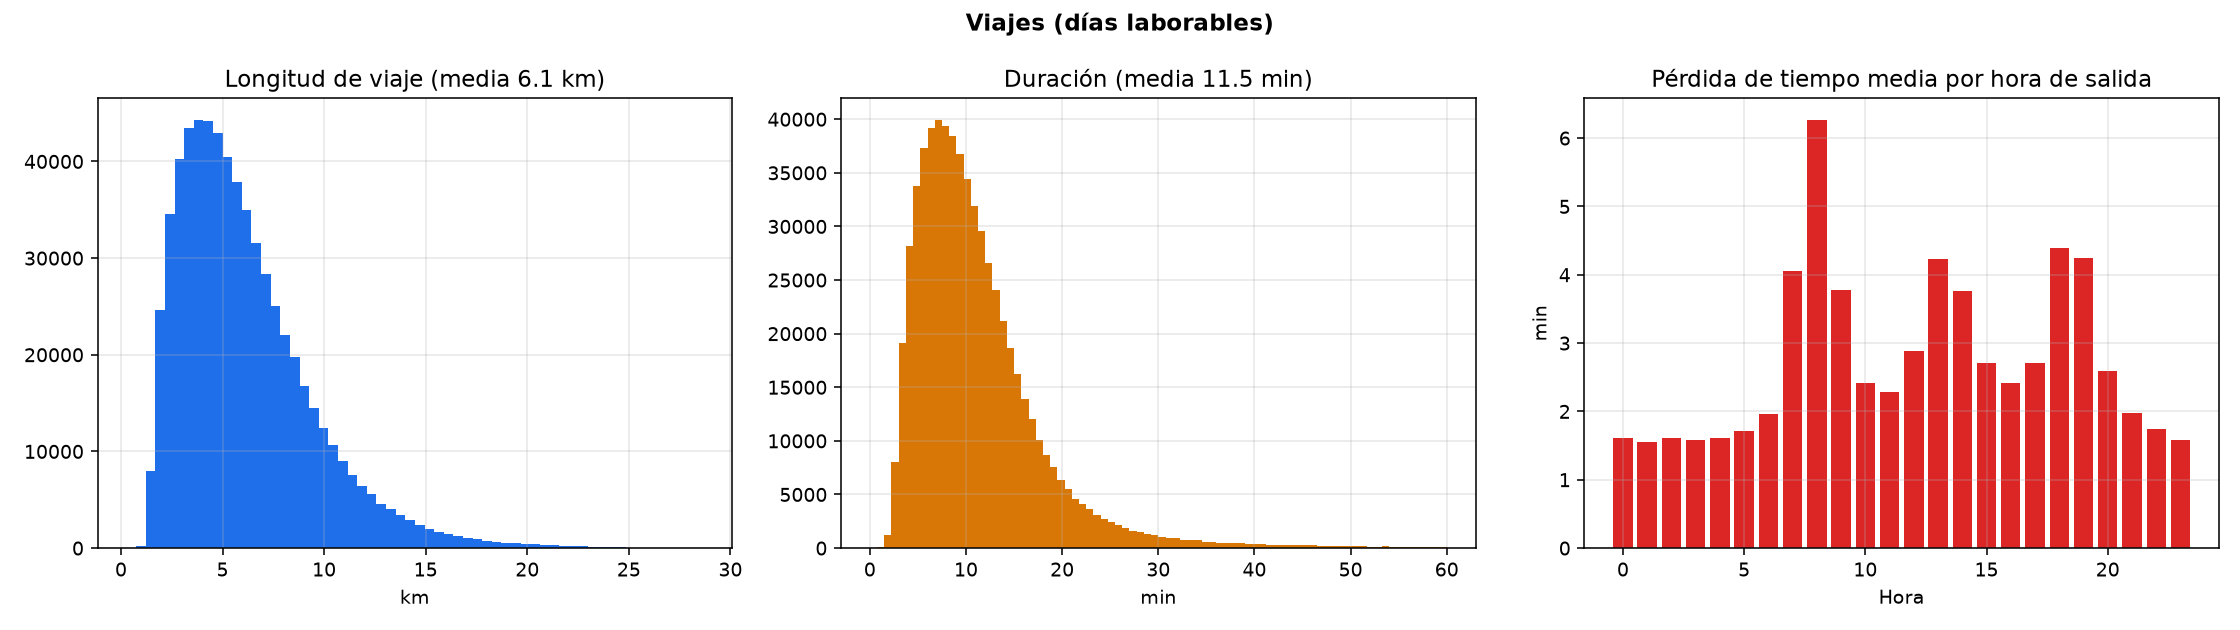 Viajes (días laborables)
Longitud de viaje (media 6.1 km)
40000
30000
20000
10000
0
0 5 10 15 20 25 30
km
Duración (media 11.5 min)
40000
35000
30000
25000
20000
15000
10000
5000
0
0 10 20 30 40 50 60
min
Pérdida de tiempo media por hora de salida
min
6
5
4
3
2
1
0
0 5 10 15 20
Hora